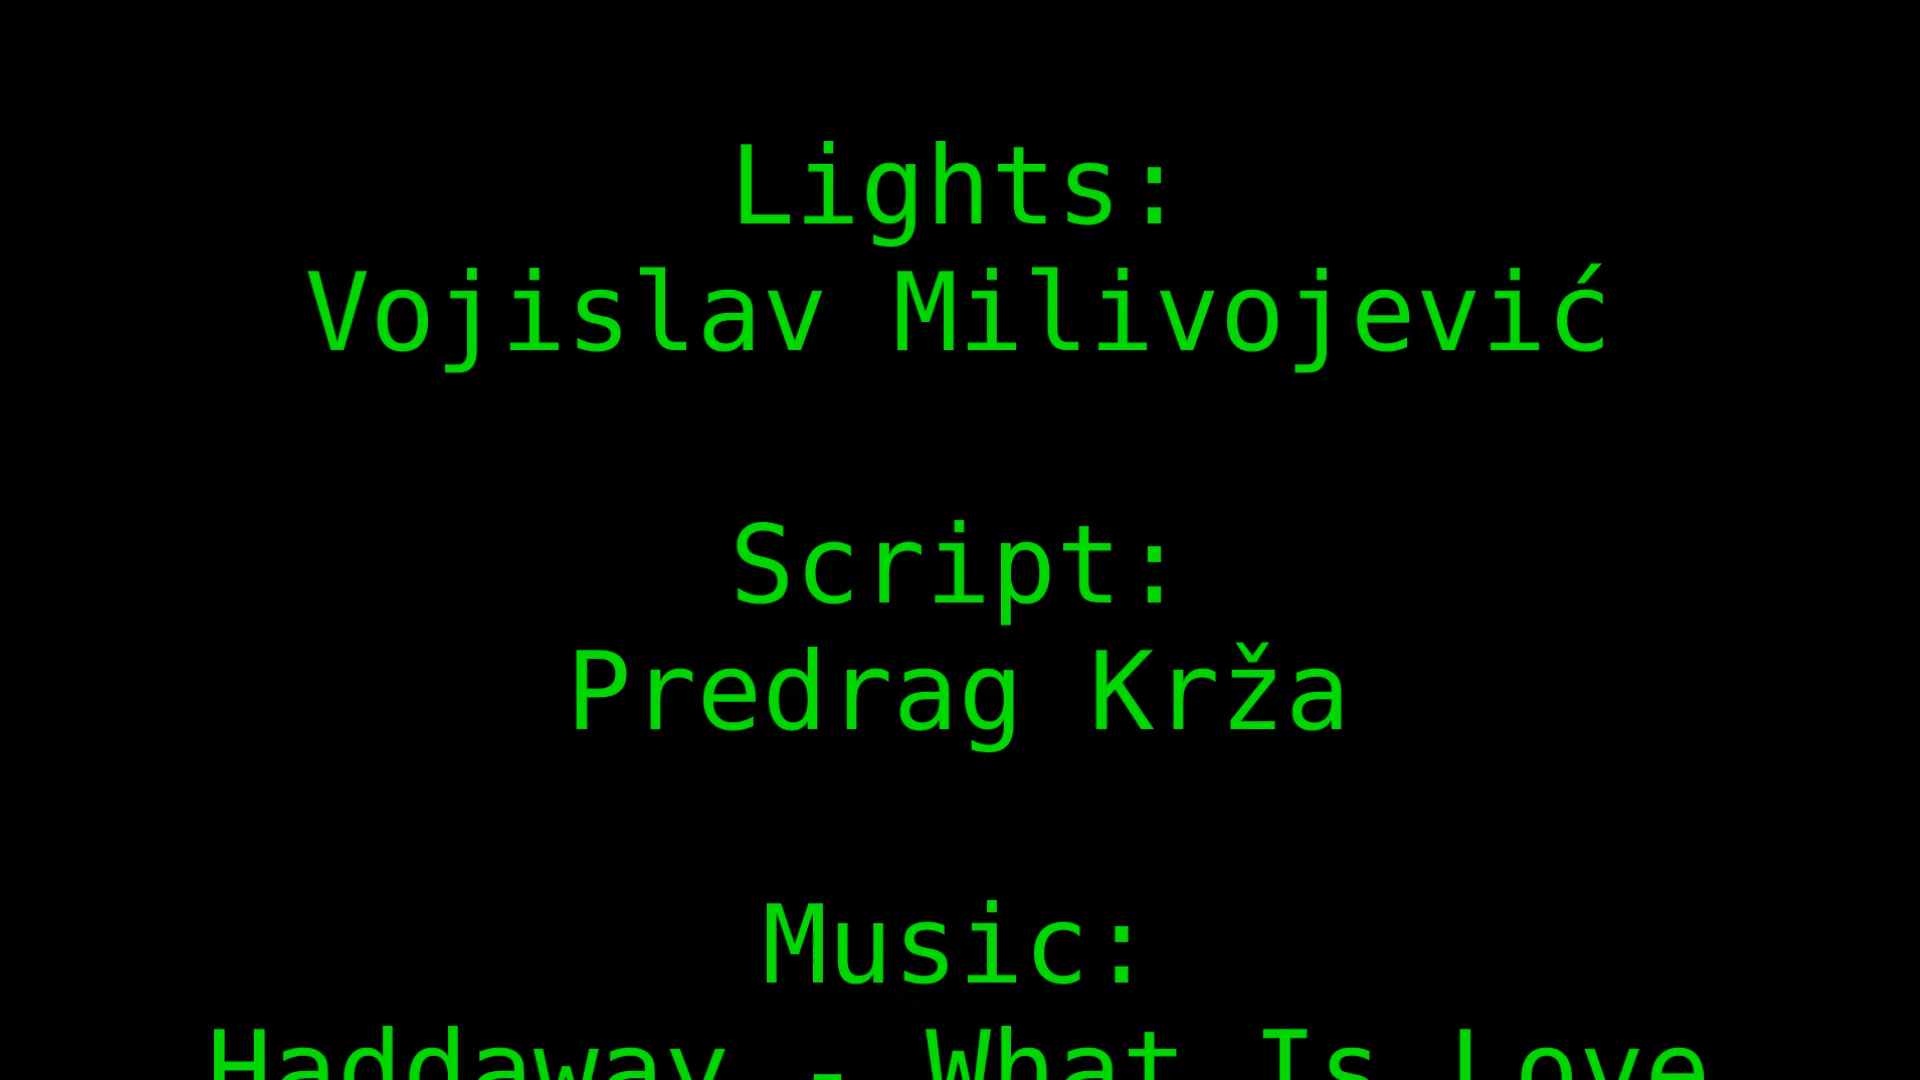 Lights:
Vojislav Milivojević
Script:
Predrag Krža
Music:
Haddaway - What Is Love